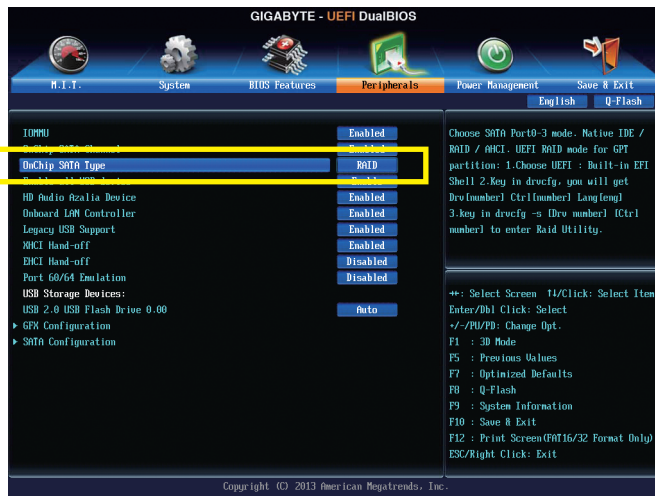 GIGABYTE - UEFI DualBIOS
M.I.T. System BIOS Features Peripherals Power Management Save & Exit
English Q-Flash
IOMMU Enabled
OnChip SATA Channel Enabled
OnChip SATA Type RAID
HD Audio Azalia Device Enabled
Onboard LAN Controller Enabled
Legacy USB Support Enabled
XHCI Hand-off Enabled
EHCI Hand-off Disabled
Port 60/64 Emulation Disabled
USB Storage Devices:
USB 2.0 USB Flash Drive 0.00 Auto
GFX Configuration
SATA Configuration
Choose SATA Port0-3 mode. Native IDE /
RAID / AHCI. UEFI RAID mode for GPT
partition: 1.Choose UEFI : Built-in EFI
Shell 2.Key in drvcfg, you will get
Drv[number] Ctrl[number] Lang[eng]
3.key in drvcfg -s [Drv number] [Ctrl
number] to enter Raid Utility.
↔: Select Screen ↑↓/Click: Select Item
Enter/Dbl Click: Select
+/-/PU/PD: Change Opt.
F1 : 3D Mode
F5 : Previous Values
F7 : Optimized Defaults
F8 : Q-Flash
F9 : System Information
F10 : Save & Exit
F12 : Print Screen(FAT16/32 Format Only)
ESC/Right Click: Exit
Copyright (C) 2013 American Megatrends, Inc.